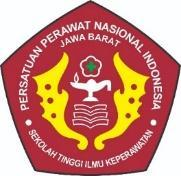 PERSATUAN PERAWAT NASIONAL INDONESIA
JAWA BARAT
SEKOLAH TINGGI ILMU KEPERAWATAN